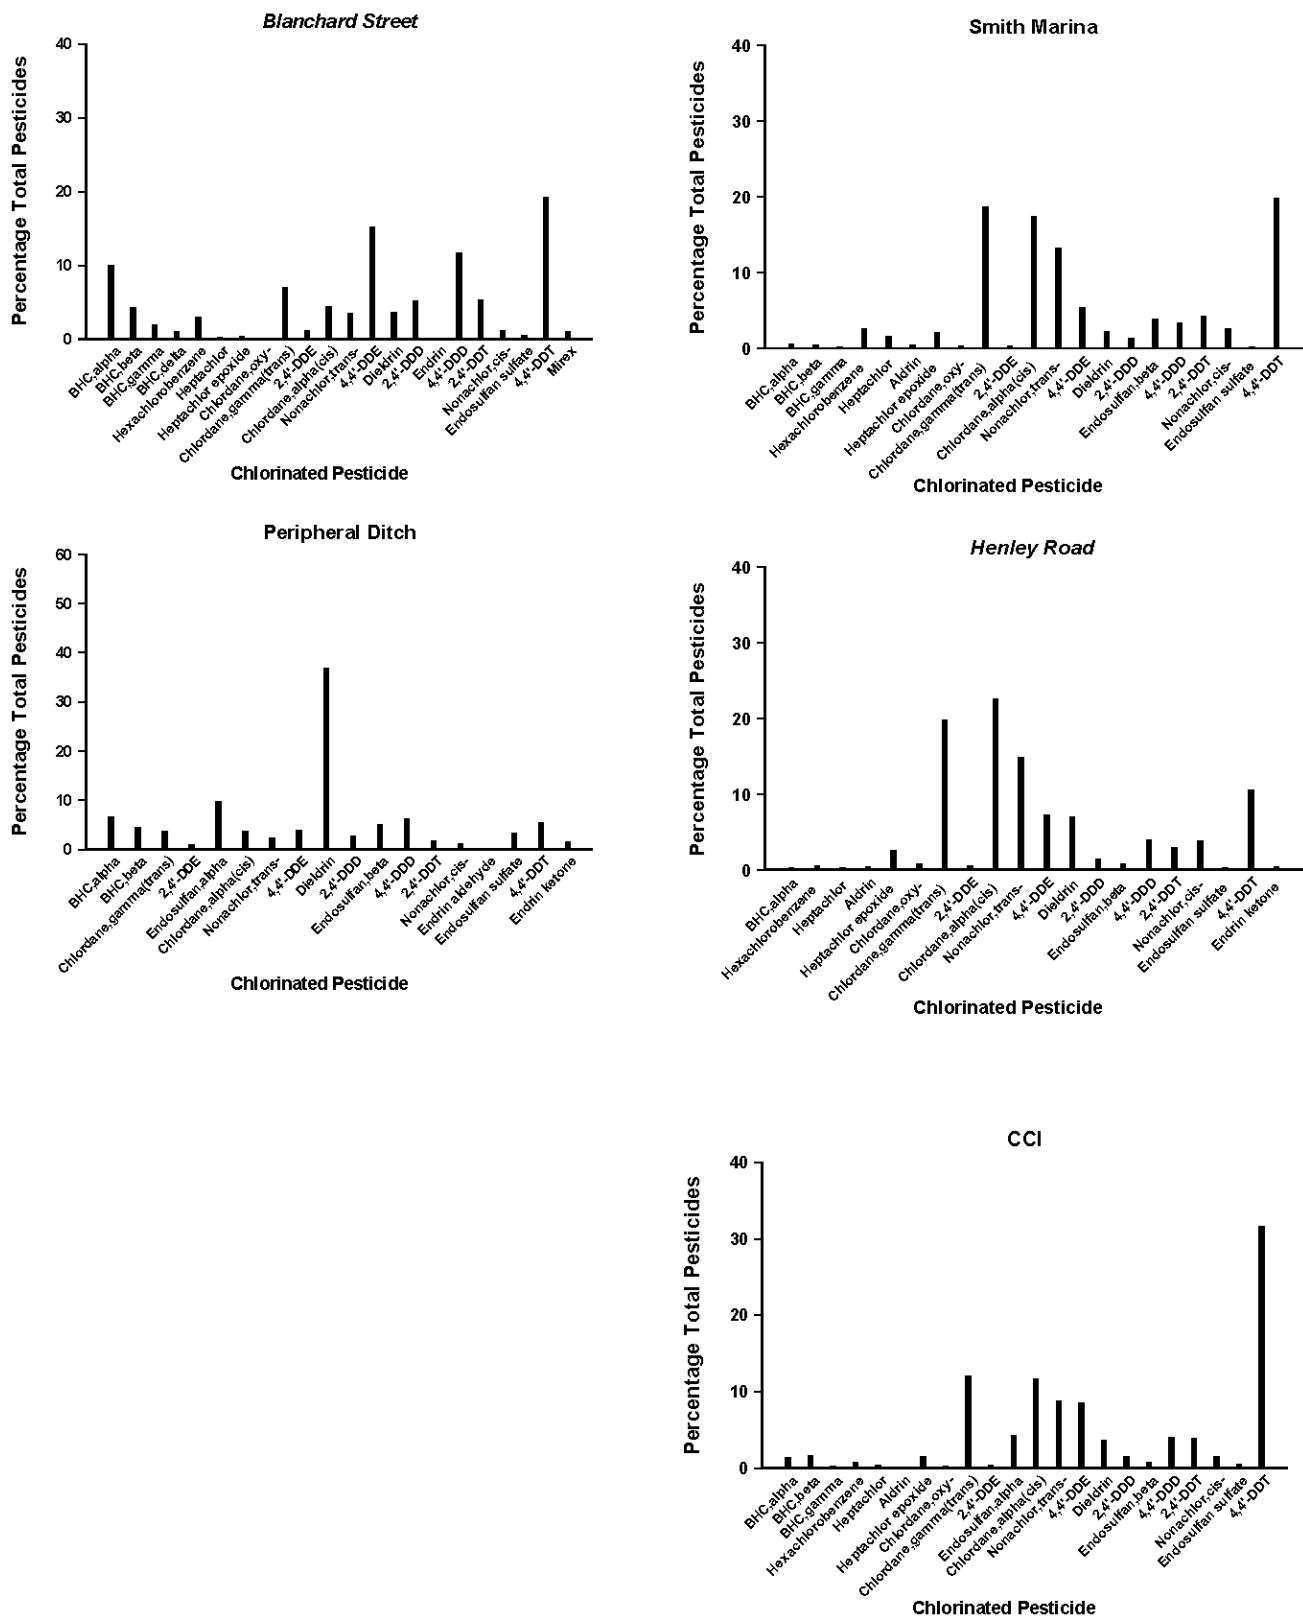 Blanchard Street
Percentage Total Pesticides
40
30
20
10
0
BHC,alpha
BHC,beta
BHC,gamma
BHC,delta
Hexachlorobenzene
Heptachlor
Heptachlor epoxide
Chlordane,oxy-
Chlordane,gamma(trans)
2,4'-DDE
Chlordane,alpha(cis)
Nonachlor,trans-
4,4'-DDE
Dieldrin
2,4'-DDD
Endrin
4,4'-DDD
2,4'-DDT
Nonachlor,cis-
Endosulfan sulfate
4,4'-DDT
Mirex
Chlorinated Pesticide
Smith Marina
Percentage Total Pesticides
40
30
20
10
0
BHC,alpha
BHC,beta
BHC,gamma
Hexachlorobenzene
Heptachlor
Aldrin
Heptachlor epoxide
Chlordane,oxy-
Chlordane,gamma(trans)
2,4'-DDE
Chlordane,alpha(cis)
Nonachlor,trans-
4,4'-DDE
Dieldrin
2,4'-DDD
Endosulfan,beta
4,4'-DDD
2,4'-DDT
Nonachlor,cis-
Endosulfan sulfate
4,4'-DDT
Chlorinated Pesticide
Peripheral Ditch
Percentage Total Pesticides
60
50
40
30
20
10
0
BHC,alpha
BHC,beta
Chlordane,gamma(trans)
2,4'-DDE
Endosulfan,alpha
Chlordane,alpha(cis)
Nonachlor,trans-
4,4'-DDE
Dieldrin
2,4'-DDD
Endosulfan,beta
4,4'-DDD
2,4'-DDT
Nonachlor,cis-
Endrin aldehyde
Endosulfan sulfate
4,4'-DDT
Endrin ketone
Chlorinated Pesticide
Henley Road
Percentage Total Pesticides
40
30
20
10
0
BHC,alpha
Hexachlorobenzene
Heptachlor
Aldrin
Heptachlor epoxide
Chlordane,oxy-
Chlordane,gamma(trans)
2,4'-DDE
Chlordane,alpha(cis)
Nonachlor,trans-
4,4'-DDE
Dieldrin
2,4'-DDD
Endosulfan,beta
4,4'-DDD
2,4'-DDT
Nonachlor,cis-
Endosulfan sulfate
4,4'-DDT
Endrin ketone
Chlorinated Pesticide
CCI
Percentage Total Pesticides
40
30
20
10
0
BHC,alpha
BHC,beta
BHC,gamma
Hexachlorobenzene
Heptachlor
Aldrin
Heptachlor epoxide
Chlordane,oxy-
Chlordane,gamma(trans)
2,4'-DDE
Endosulfan,alpha
Chlordane,alpha(cis)
Nonachlor,trans-
4,4'-DDE
Dieldrin
2,4'-DDD
Endosulfan,beta
4,4'-DDD
2,4'-DDT
Nonachlor,cis-
Endosulfan sulfate
4,4'-DDT
Chlorinated Pesticide